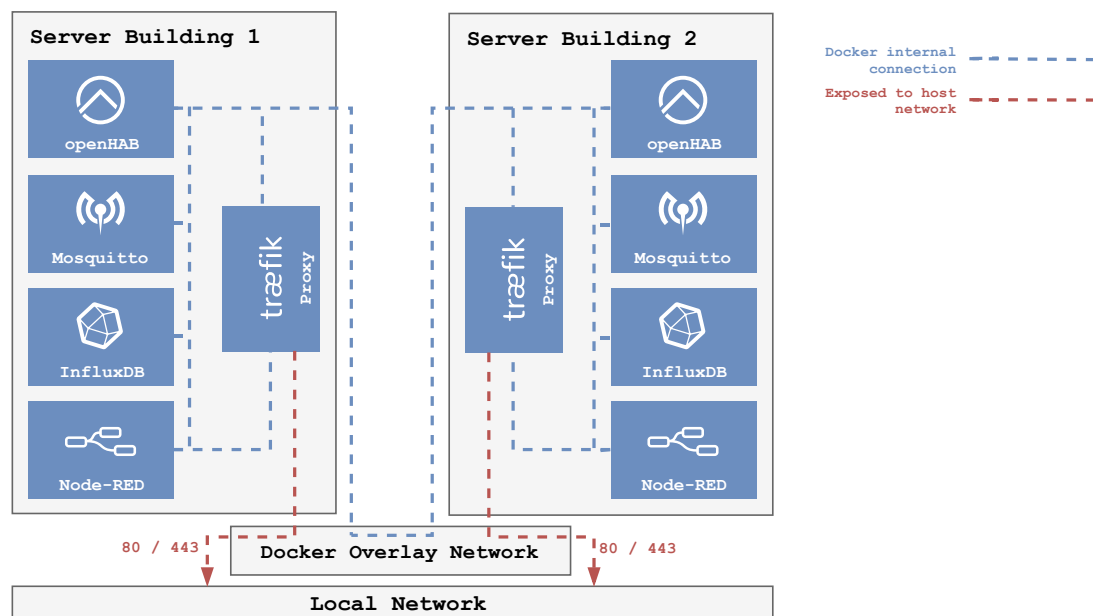 Server Building 1
openHAB
Mosquitto
InfluxDB
Node-RED
træfik
Proxy
Server Building 2
træfik
Proxy
openHAB
Mosquitto
InfluxDB
Node-RED
Docker internal
connection
Exposed to host
network
80 / 443
Docker Overlay Network
80 / 443
Local Network